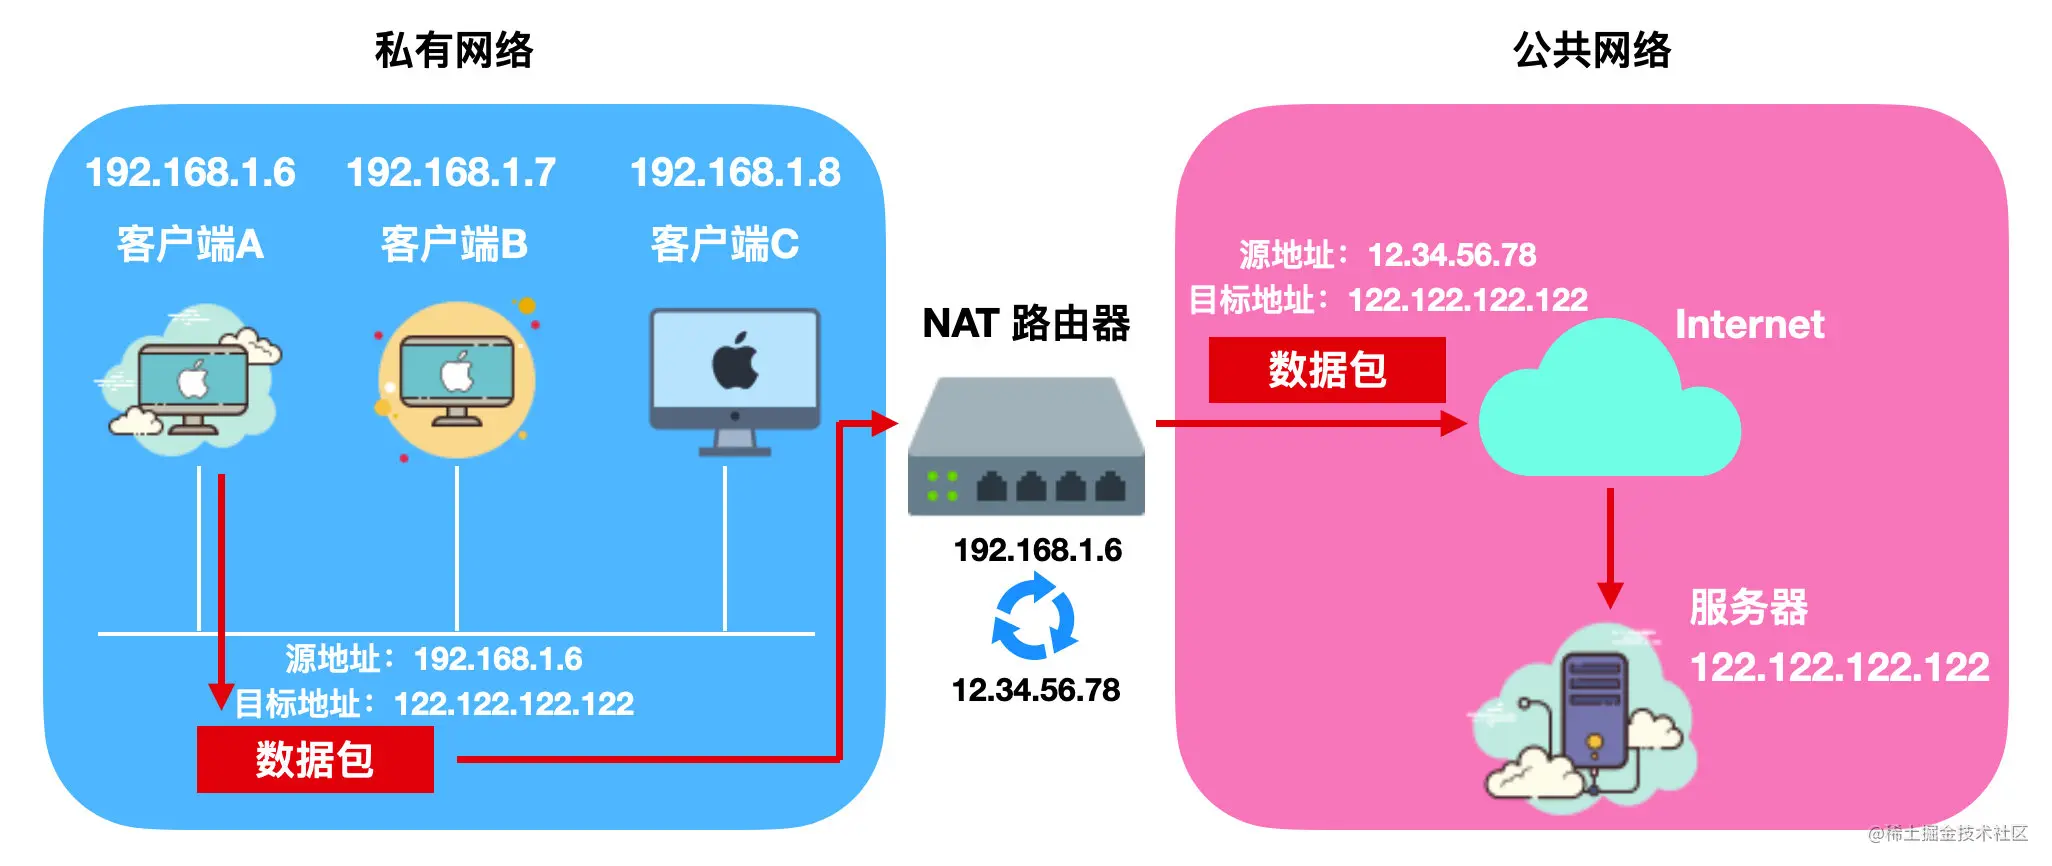 私有网络
公共网络
192.168.1.6
192.168.1.7
192.168.1.8
客户端A
客户端B
客户端C
源地址：192.168.1.6
目标地址：122.122.122.122
数据包
NAT 路由器
192.168.1.6
12.34.56.78
源地址：12.34.56.78
目标地址：122.122.122.122
数据包
Internet
服务器
122.122.122.122
@稀土掘金技术社区